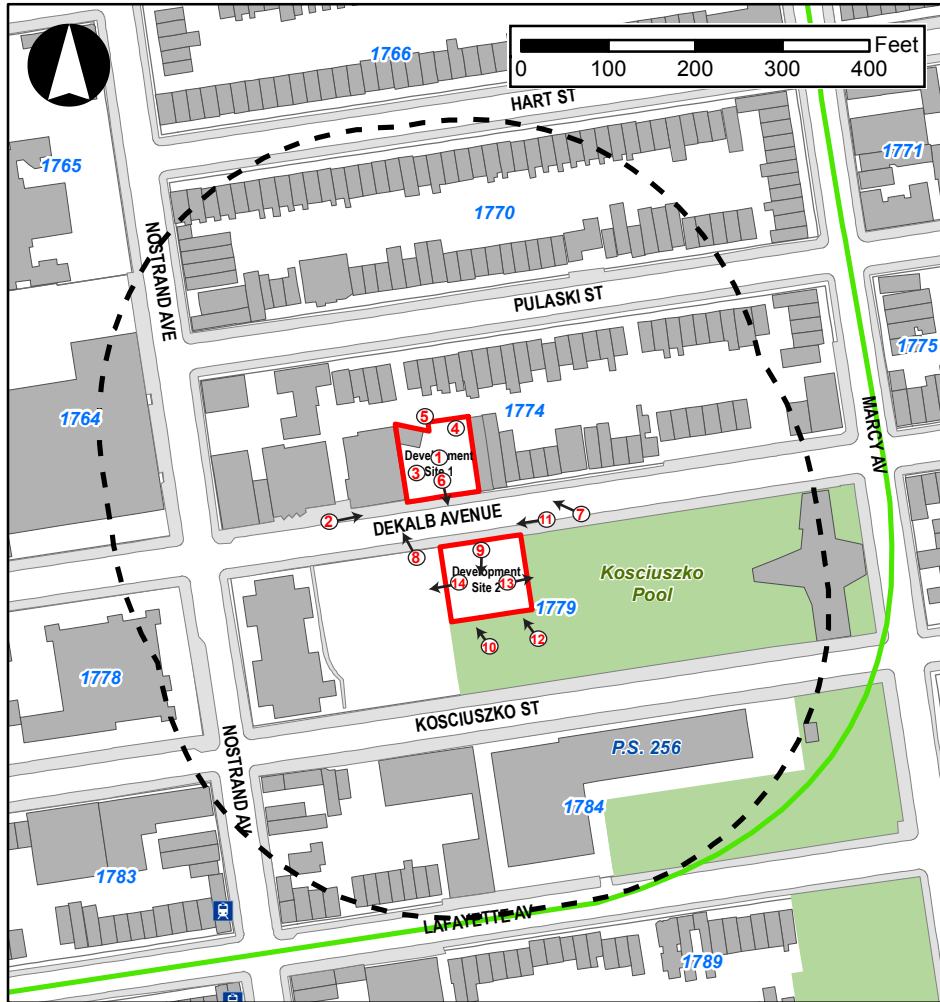 1766
Feet
0 100 200 300 400
HART ST
1765
1771
1770
NOSTRAND AVE
PULASKI ST
1775
1764
1774
MARCY AV
5
4
1
Development
Site 1
3
6
2
DEKALB AVENUE
11
7
8
9
Development
Site 2
14
13
Kosciuszko
Pool
1779
10
12
1778
KOSCIUSZKO ST
NOSTRAND AV
P.S. 256
1784
1783
LAFAYETTE AV
1789